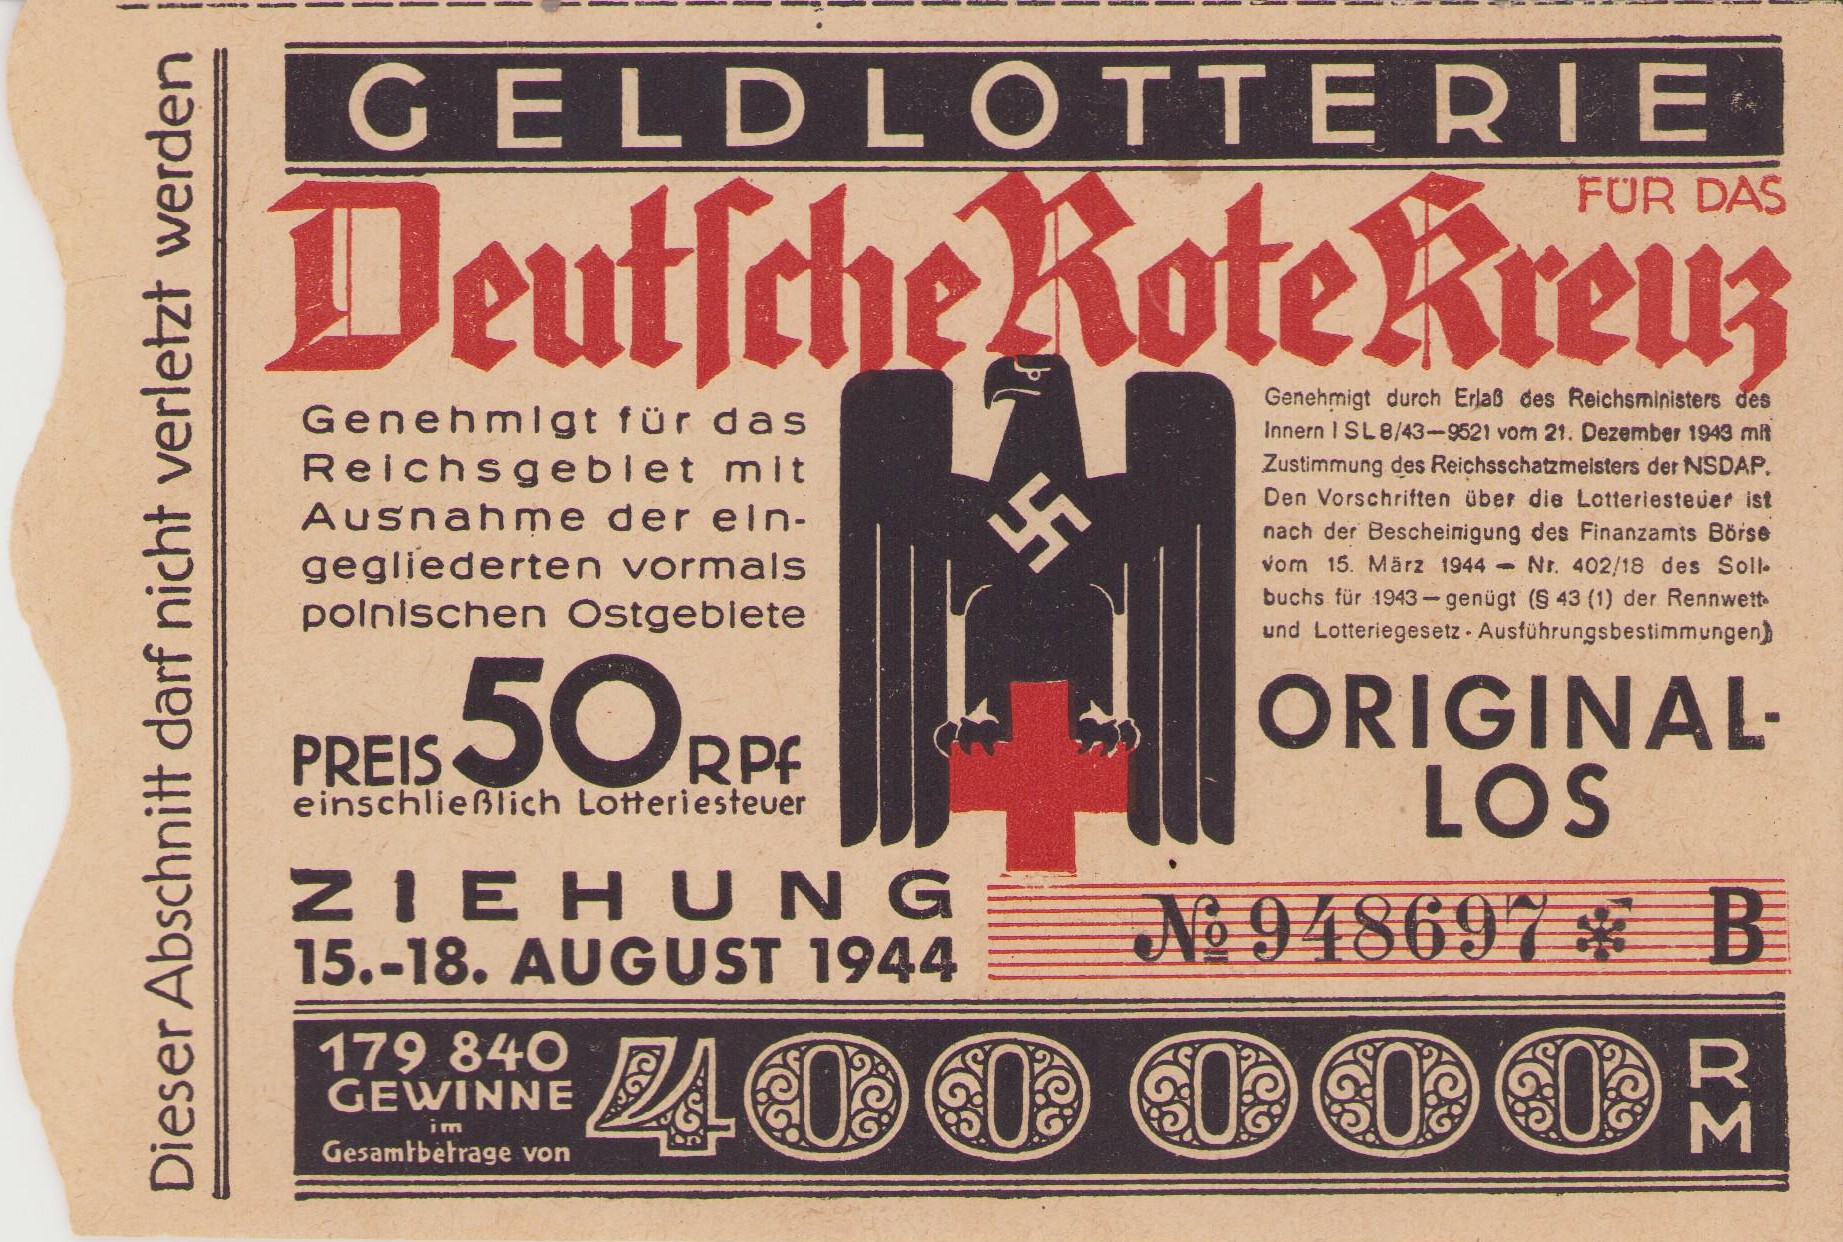 Dieser Abschnitt darf nicht verletzt werden
GELDLOTTERIE
FÜR DAS
Deutsche Rote Kreuz
Genehmigt für das
Reichsgebiet mit
Ausnahme der ein-
gegliederten vormals
polnischen Ostgebiete
PREIS 50 RPf
einschließlich Lotteriesteuer
ZIEHUNG
15.-18. AUGUST 1944
Genehmigt durch Erlaß des Reichsministers des
Innern I SL 8/43—9521 vom 21. Dezember 1943 mit
Zustimmung des Reichsschatzmeisters der NSDAP.
Den Vorschriften über die Lotteriesteuer ist
nach der Bescheinigung des Finanzamts Börse
vom 15. März 1944 — Nr. 402/18 des Soll-
buchs für 1943 — genügt (§ 43 (1) der Rennwett-
und Lotteriegesetz-Ausführungsbestimmungen)
ORIGINAL-
LOS
№ 948697 * B
179 840
GEWINNE
im
Gesamtbetrage von
400 000 RM